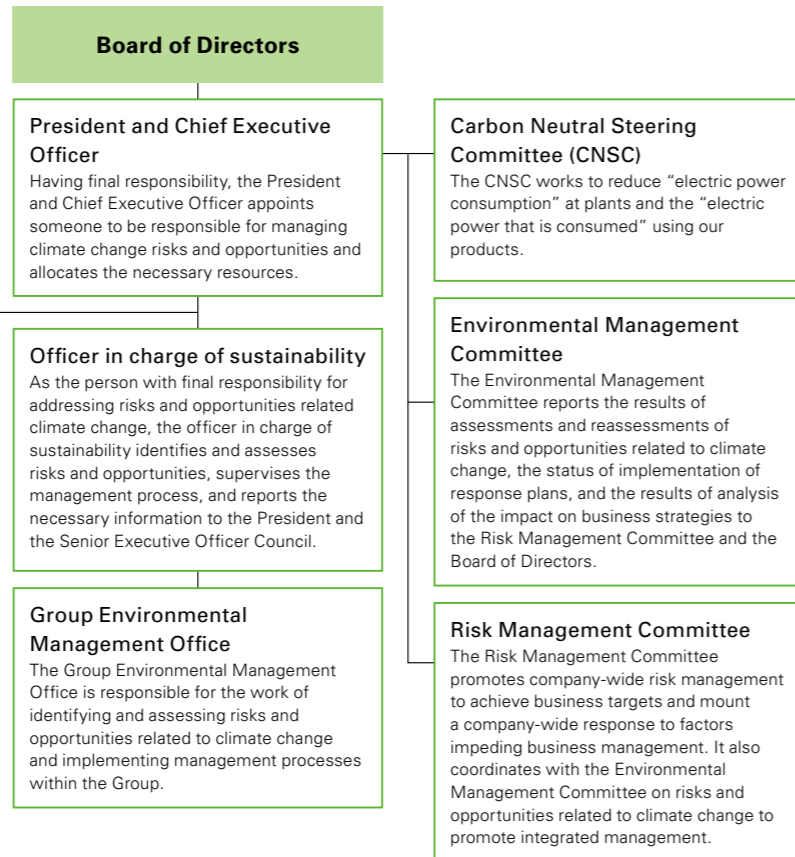 Board of Directors
President and Chief Executive
Officer
Having final responsibility, the President
and Chief Executive Officer appoints
someone to be responsible for managing
climate change risks and opportunities and
allocates the necessary resources.
Officer in charge of sustainability
As the person with final responsibility for
addressing risks and opportunities related
climate change, the officer in charge of
sustainability identifies and assesses
risks and opportunities, supervises the
management process, and reports the
necessary information to the President and
the Senior Executive Officer Council.
Group Environmental
Management Office
The Group Environmental Management
Office is responsible for the work of
identifying and assessing risks and
opportunities related to climate change
and implementing management processes
within the Group.
Carbon Neutral Steering
Committee (CNSC)
The CNSC works to reduce “electric power
consumption” at plants and the “electric
power that is consumed” using our
products.
Environmental Management
Committee
The Environmental Management
Committee reports the results of
assessments and reassessments of
risks and opportunities related to climate
change, the status of implementation of
response plans, and the results of analysis
of the impact on business strategies to
the Risk Management Committee and the
Board of Directors.
Risk Management Committee
The Risk Management Committee
promotes company-wide risk management
to achieve business targets and mount
a company-wide response to factors
impeding business management. It also
coordinates with the Environmental
Management Committee on risks and
opportunities related to climate change to
promote integrated management.